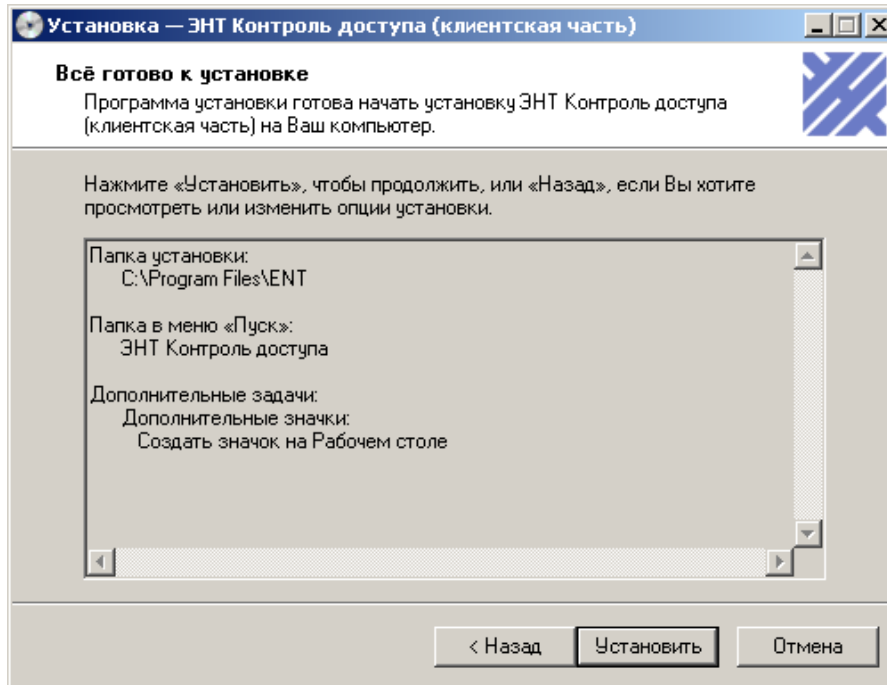 Установка — ЭНТ Контроль доступа (клиентская часть)
Всё готово к установке
Программа установки готова начать установку ЭНТ Контроль доступа
(клиентская часть) на Ваш компьютер.
Нажмите «Установить», чтобы продолжить, или «Назад», если Вы хотите
просмотреть или изменить опции установки.
Папка установки:
C:\Program Files\ENT
Папка в меню «Пуск»:
ЭНТ Контроль доступа
Дополнительные задачи:
Дополнительные значки:
Создать значок на Рабочем столе
< Назад
Установить
Отмена